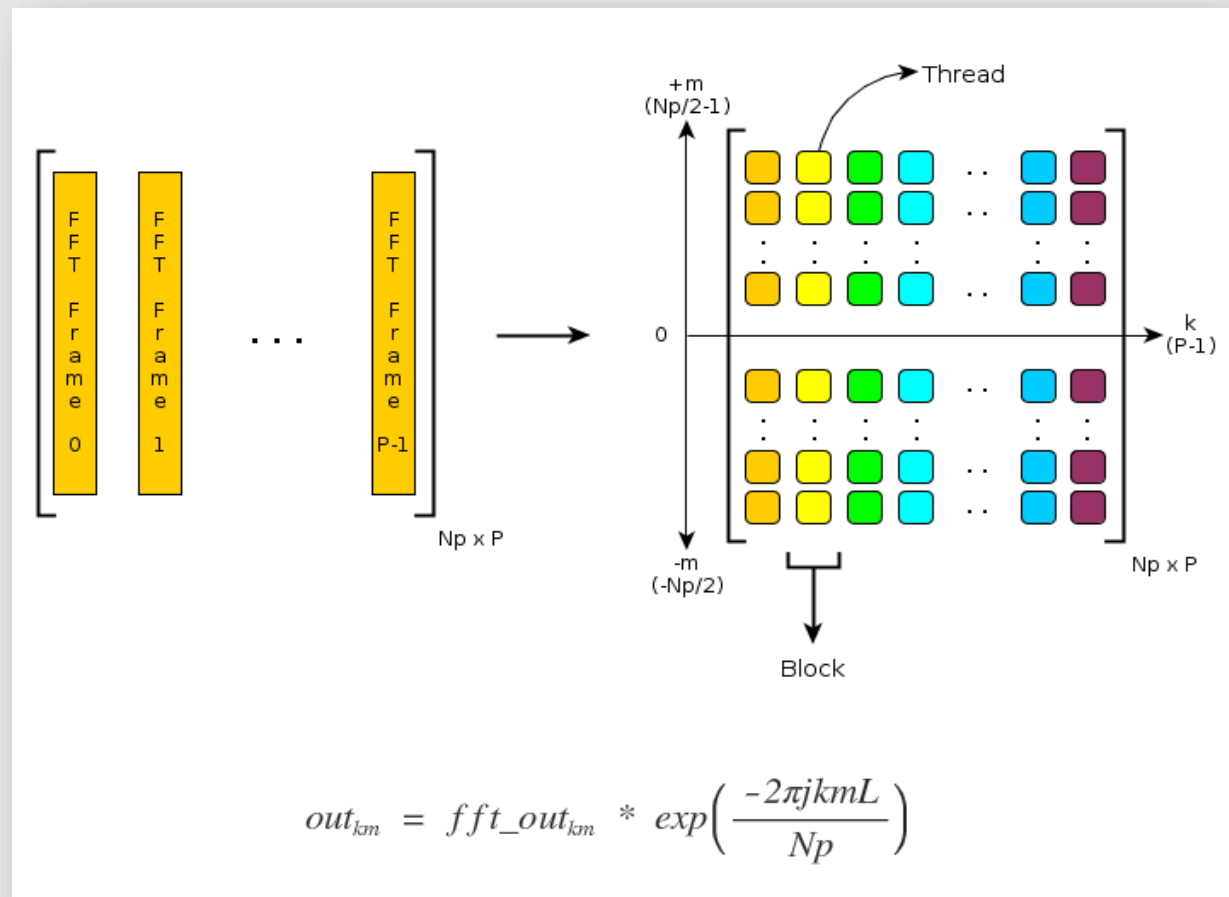 FFT Frame 0
FFT Frame 1
. . .
FFT Frame P-1
Np x P
+m
(Np/2-1)
Thread
0
k
(P-1)
-m
(-Np/2)
Np x P
Block
out_km = fft_out_km * exp(-2πjkmL / Np)